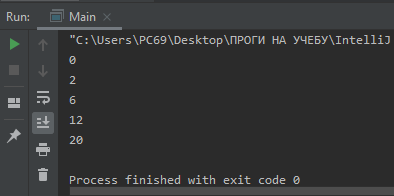 Run: Main
"C:\Users\PC69\Desktop\ПРОГИ НА УЧЕБУ\IntelliJ
0
2
6
12
20
Process finished with exit code 0